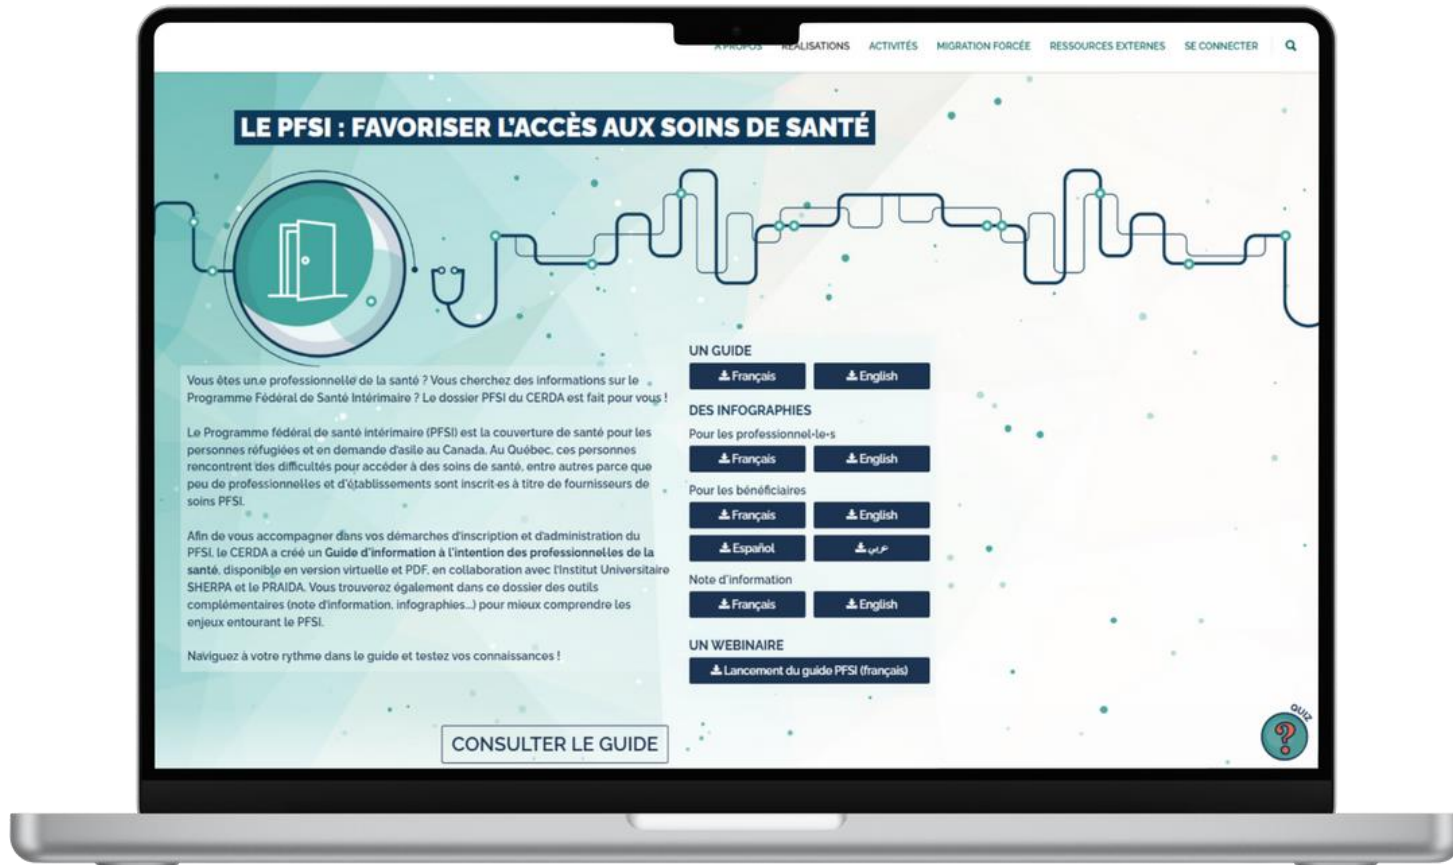 À PROPOS RÉALISATIONS ACTIVITÉS MIGRATION FORCÉE RESSOURCES EXTERNES SE CONNECTER
LE PFSI : FAVORISER L'ACCÈS AUX SOINS DE SANTÉ
Vous êtes un.e professionnel·le de la santé ? Vous cherchez des informations sur le
Programme Fédéral de Santé Intérimaire ? Le dossier PFSI du CERDA est fait pour vous !
Le Programme fédéral de santé intérimaire (PFSI) est la couverture de santé pour les
personnes réfugiées et en demande d'asile au Canada. Au Québec, ces personnes
rencontrent des difficultés pour accéder à des soins de santé, entre autres parce que
peu de professionnel·les et d'établissements sont inscrit·es à titre de fournisseurs de
soins PFSI.
Afin de vous accompagner dans vos démarches d'inscription et d'administration du
PFSI, le CERDA a créé un Guide d'information à l'intention des professionnel·les de la
santé, disponible en version virtuelle et PDF, en collaboration avec l'Institut Universitaire
SHERPA et le PRAIDA. Vous trouverez également dans ce dossier des outils
complémentaires (note d'information, infographies...) pour mieux comprendre les
enjeux entourant le PFSI.
Naviguez à votre rythme dans le guide et testez vos connaissances !
CONSULTER LE GUIDE
UN GUIDE
Français English
DES INFOGRAPHIES
Pour les professionnel·le·s
Français English
Pour les bénéficiaires
Français English
Español عربي
Note d'information
Français English
UN WEBINAIRE
Lancement du guide PFSI (français)
QUIZ
?